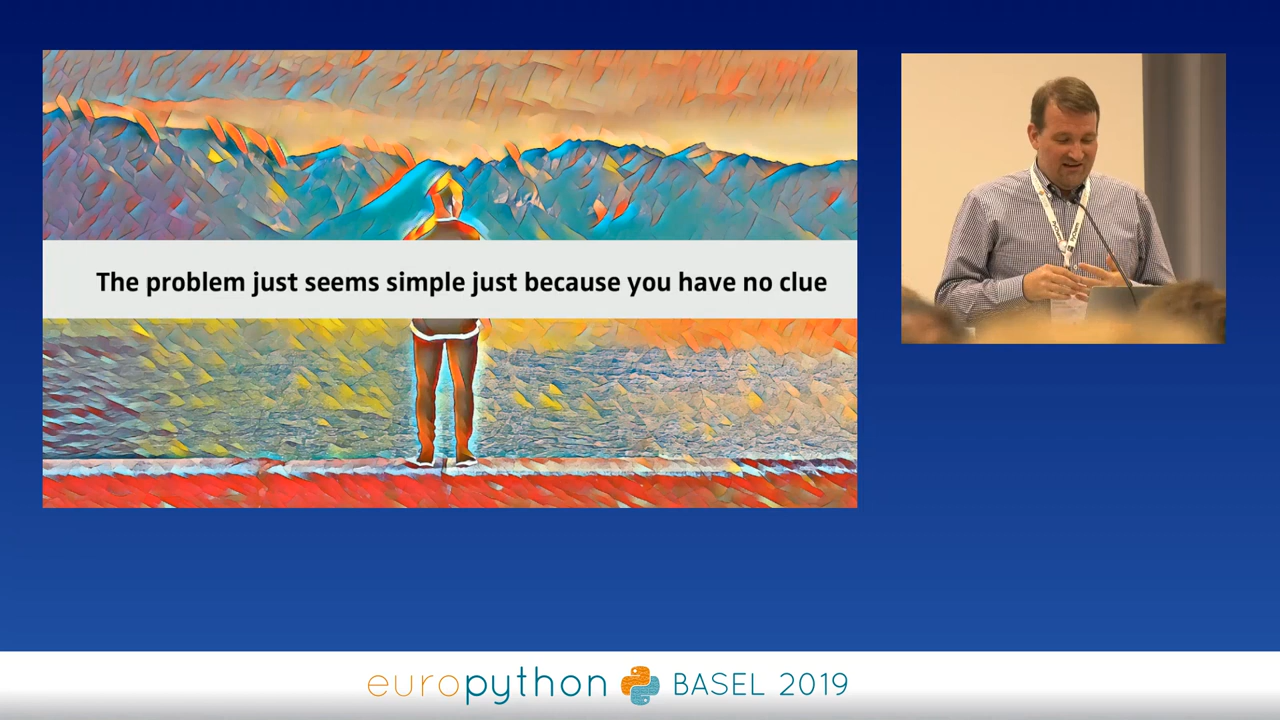 The problem just seems simple just because you have no clue
europython BASEL 2019